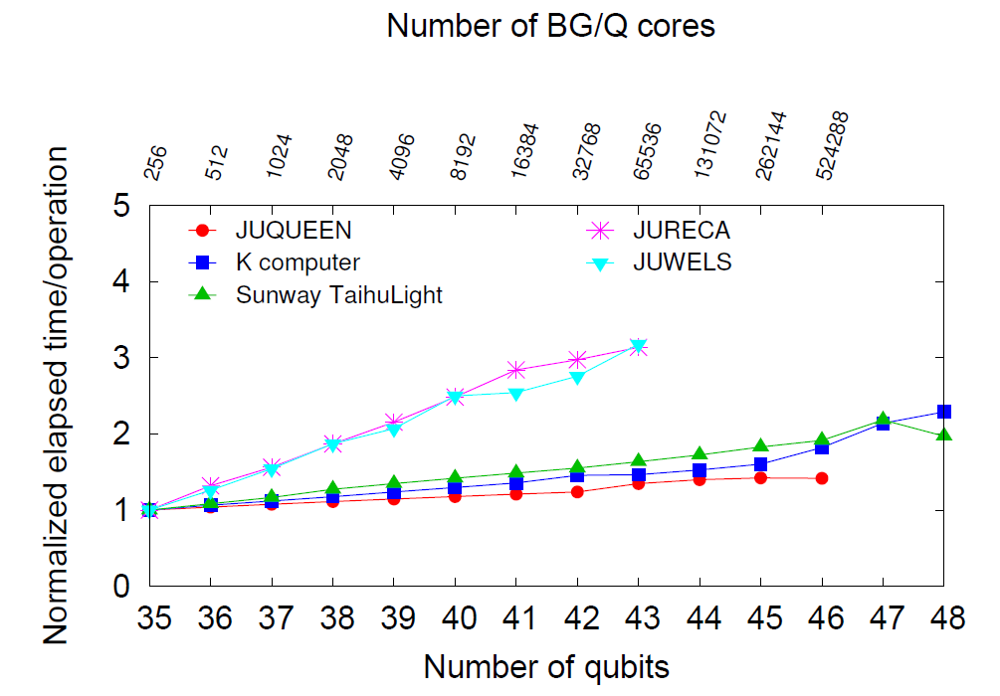 Number of BG/Q cores
256 512 1024 2048 4096 8192 16384 32768 65536 131072 262144 524288
Normalized elapsed time/operation
5
4
3
2
1
0
JUQUEEN
K computer
Sunway TaihuLight
JURECA
JUWELS
35 36 37 38 39 40 41 42 43 44 45 46 47 48
Number of qubits